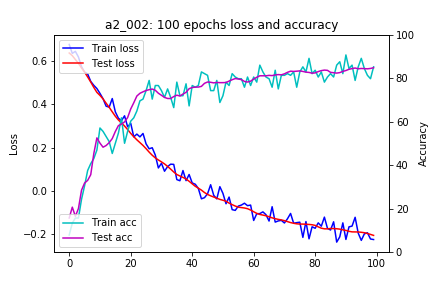 a2_002: 100 epochs loss and accuracy
Train loss
Test loss
Train acc
Test acc
Loss
0.6
0.4
0.2
0.0
−0.2
Accuracy
100
80
60
40
20
0
0
20
40
60
80
100